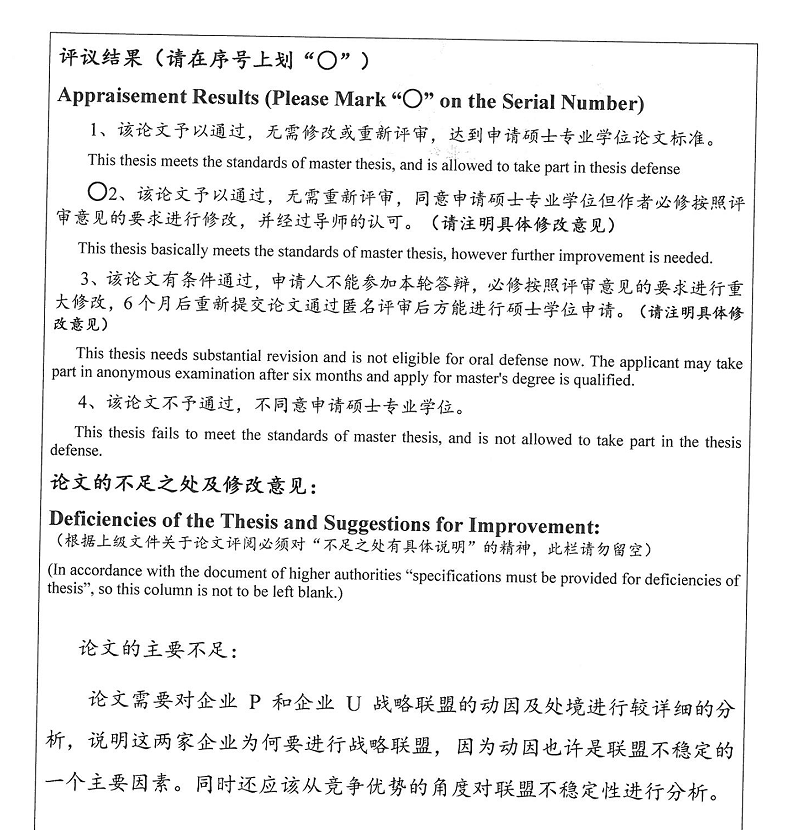 评议结果（请在序号上划“〇”）
Appraisement Results (Please Mark “〇” on the Serial Number)
1、该论文予以通过，无需修改或重新评审，达到申请硕士专业学位论文标准。
This thesis meets the standards of master thesis, and is allowed to take part in thesis defense
〇2、该论文予以通过，无需重新评审，同意申请硕士专业学位但作者必修按照评
审意见的要求进行修改，并经过导师的认可。（请注明具体修改意见）
This thesis basically meets the standards of master thesis, however further improvement is needed.
3、该论文有条件通过，申请人不能参加本轮答辩，必修按照评审意见的要求进行重
大修改，6 个月后重新提交论文通过匿名评审后方能进行硕士学位申请。（请注明具体修
改意见）
This thesis needs substantial revision and is not eligible for oral defense now. The applicant may take
part in anonymous examination after six months and apply for master's degree is qualified.
4、该论文不予通过，不同意申请硕士专业学位。
This thesis fails to meet the standards of master thesis, and is not allowed to take part in the thesis
defense.
论文的不足之处及修改意见：
Deficiencies of the Thesis and Suggestions for Improvement:
（根据上级文件关于论文评阅必须对“不足之处有具体说明”的精神，此栏请勿留空）
(In accordance with the document of higher authorities “specifications must be provided for deficiencies of
thesis”, so this column is not to be left blank.)
论文的主要不足：
论文需要对企业 P 和企业 U 战略联盟的动因及处境进行较详细的分
析，说明这两家企业为何要进行战略联盟，因为动因也许是联盟不稳定的
一个主要因素。同时还应该从竞争优势的角度对联盟不稳定性进行分析。